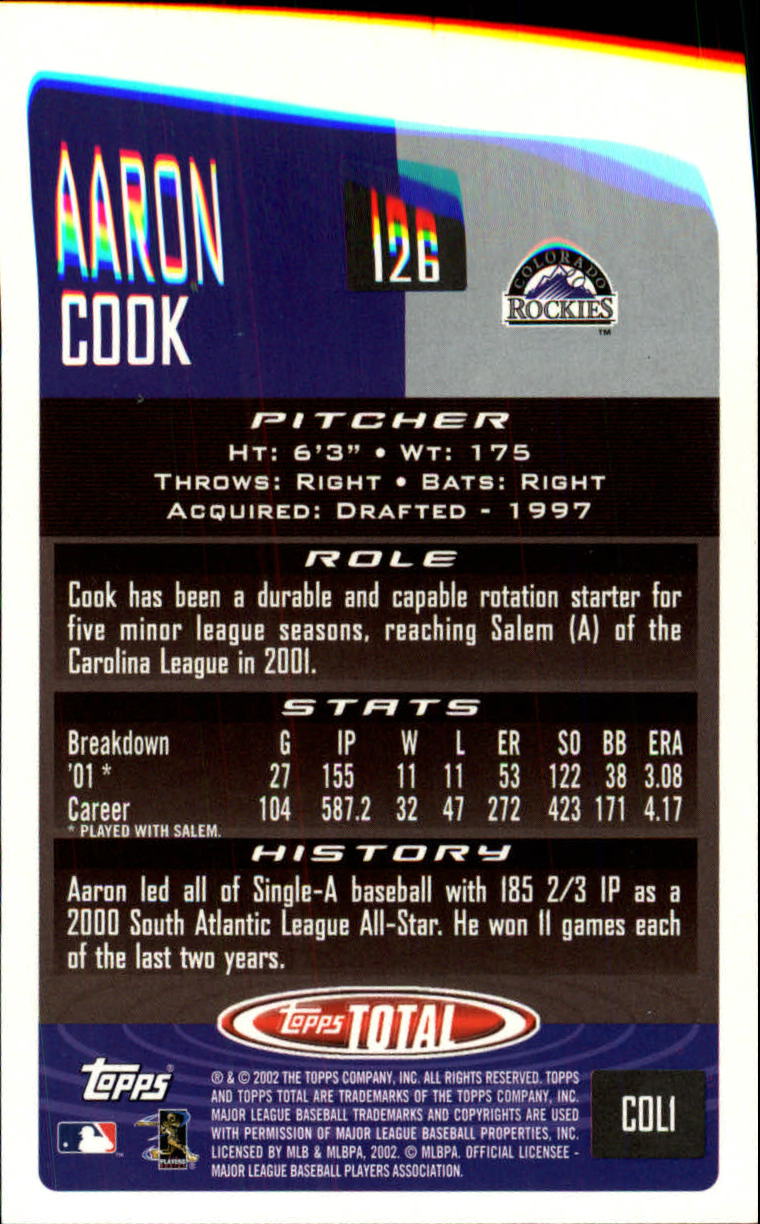 AARON
COOK
126
COLORADO
ROCKIES
TM
PITCHER
HT: 6'3" • WT: 175
THROWS: RIGHT • BATS: RIGHT
ACQUIRED: DRAFTED - 1997
ROLE
Cook has been a durable and capable rotation starter for
five minor league seasons, reaching Salem (A) of the
Carolina League in 2001.
STATS
Breakdown G IP W L ER SO BB ERA
'01 * 27 155 11 11 53 122 38 3.08
Career 104 587.2 32 47 272 423 171 4.17
* PLAYED WITH SALEM.
HISTORY
Aaron led all of Single-A baseball with 185 2/3 IP as a
2000 South Atlantic League All-Star. He won 11 games each
of the last two years.
topps TOTAL
topps®
® & © 2002 THE TOPPS COMPANY, INC. ALL RIGHTS RESERVED. TOPPS
AND TOPPS TOTAL ARE TRADEMARKS OF THE TOPPS COMPANY, INC.
MAJOR LEAGUE BASEBALL TRADEMARKS AND COPYRIGHTS ARE USED
WITH PERMISSION OF MAJOR LEAGUE BASEBALL PROPERTIES, INC.
LICENSED BY MLB & MLBPA, 2002. © MLBPA. OFFICIAL LICENSEE -
MAJOR LEAGUE BASEBALL PLAYERS ASSOCIATION.
PLAYERS
COL1